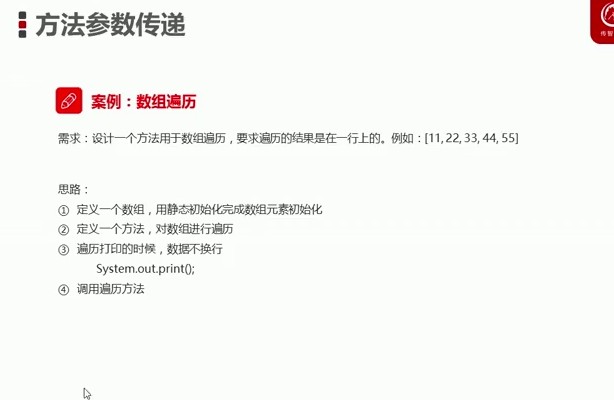 方法参数传递
传智
案例：数组遍历
需求：设计一个方法用于数组遍历，要求遍历的结果是在一行上的。例如：[11, 22, 33, 44, 55]
思路：
① 定义一个数组，用静态初始化完成数组元素初始化
② 定义一个方法，对数组进行遍历
③ 遍历打印的时候，数据不换行
System.out.print();
④ 调用遍历方法